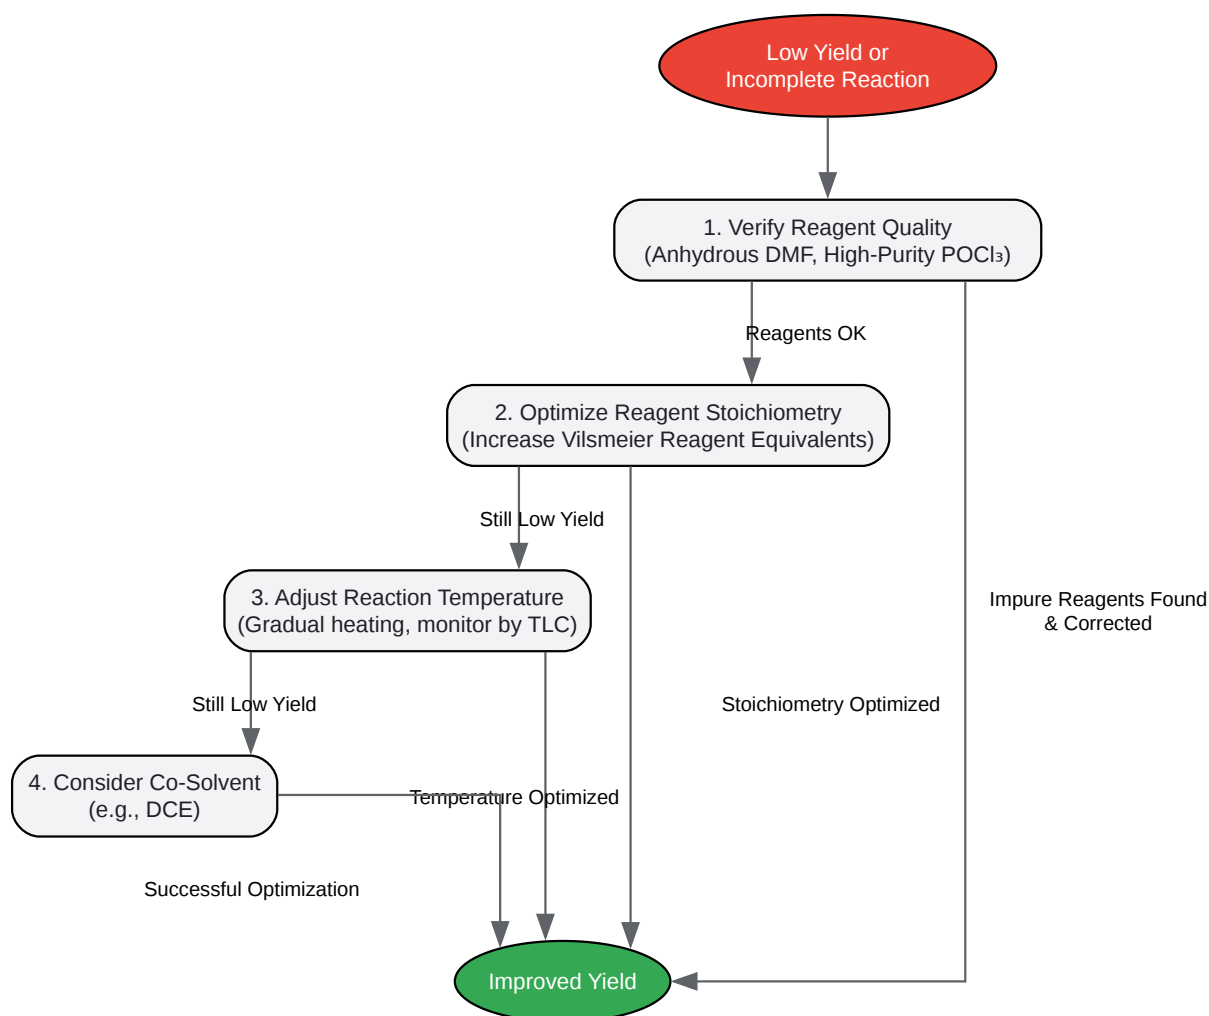 Low Yield or
Incomplete Reaction
1. Verify Reagent Quality
(Anhydrous DMF, High-Purity POCl₃)
Reagents OK
2. Optimize Reagent Stoichiometry
(Increase Vilsmeier Reagent Equivalents)
Still Low Yield
3. Adjust Reaction Temperature
(Gradual heating, monitor by TLC)
Impure Reagents Found
& Corrected
Still Low Yield
Stoichiometry Optimized
4. Consider Co-Solvent
(e.g., DCE)
Temperature Optimized
Successful Optimization
Improved Yield